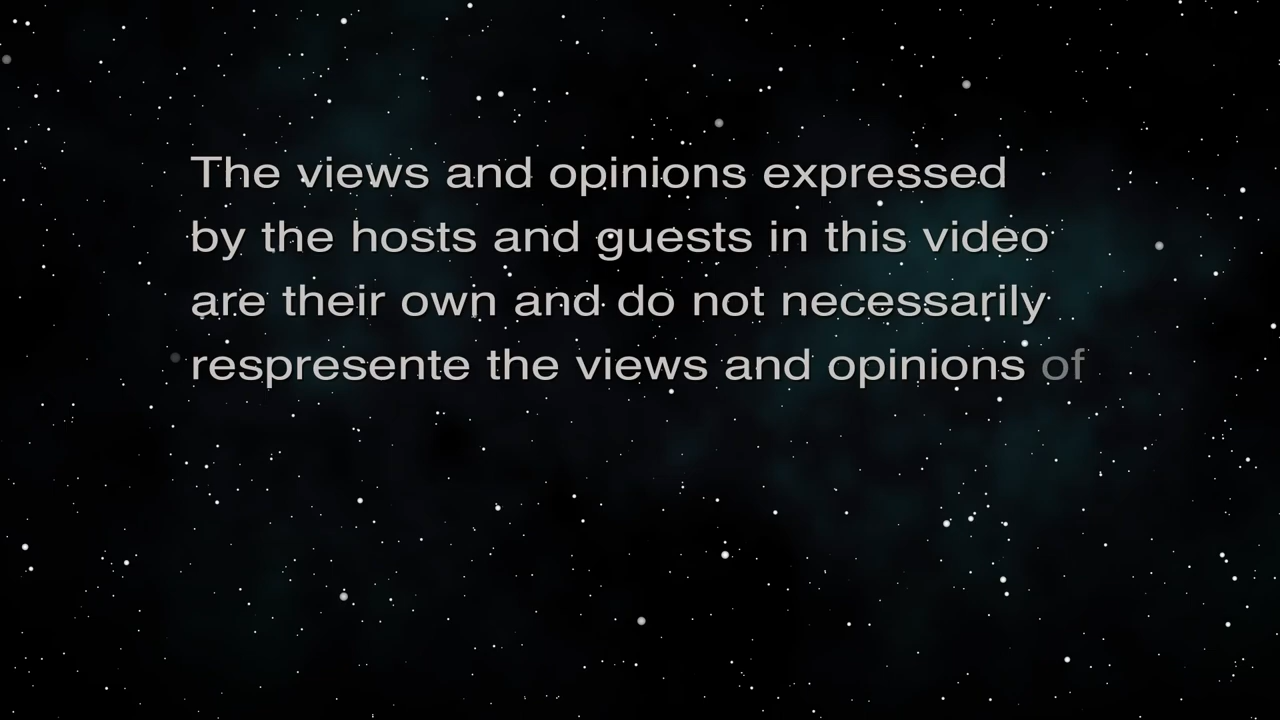 The views and opinions expressed
by the hosts and guests in this video
are their own and do not necessarily
respresente the views and opinions of